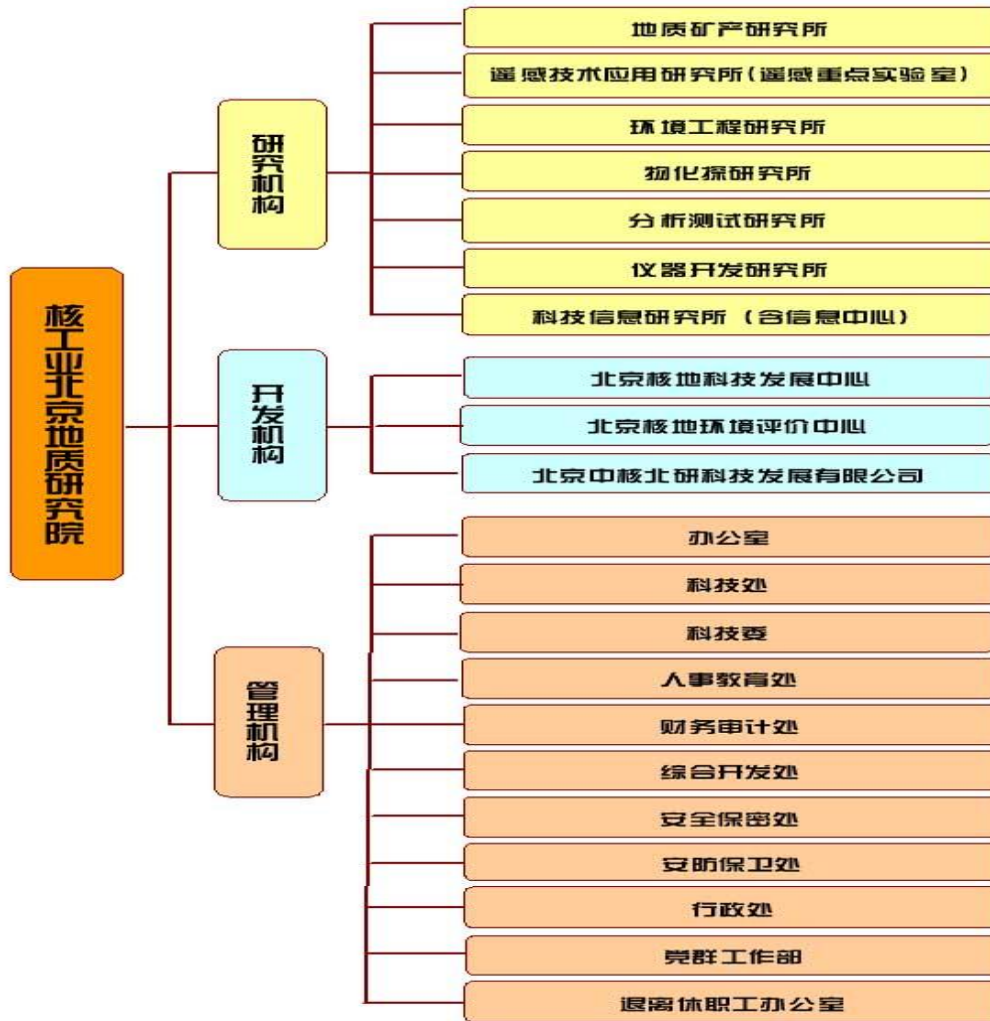 核工业北京地质研究院
研究机构
地质矿产研究所
遥感技术应用研究所(遥感重点实验室)
环境工程研究所
物化探研究所
分析测试研究所
仪器开发研究所
科技信息研究所（含信息中心）
开发机构
北京核地科技发展中心
北京核地环境评价中心
北京中核北研科技发展有限公司
管理机构
办公室
科技处
科技委
人事教育处
财务审计处
综合开发处
安全保密处
安防保卫处
行政处
党群工作部
退离休职工办公室